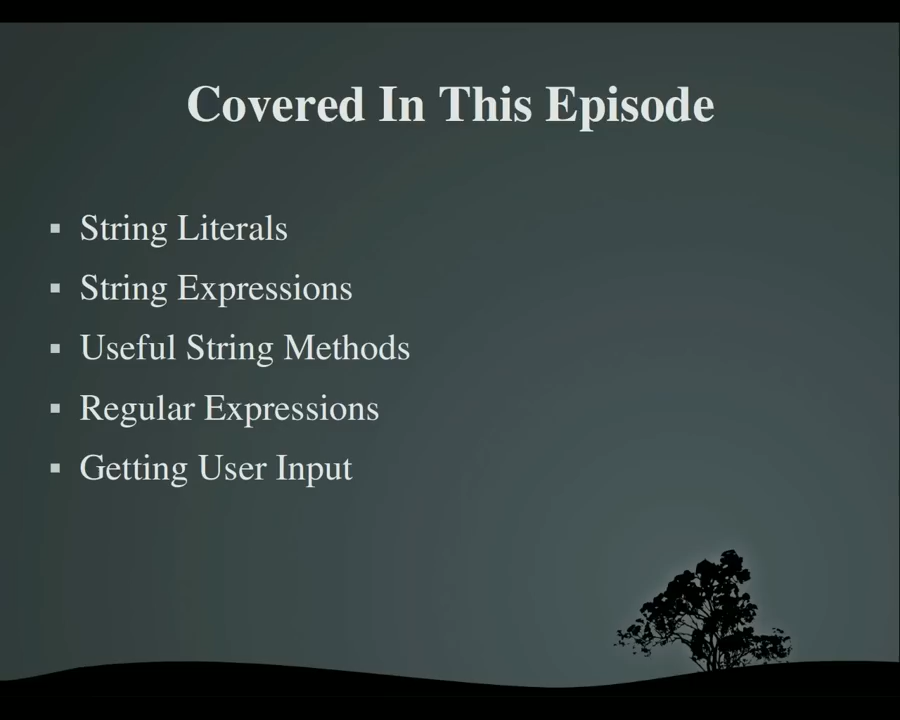 Covered In This Episode
String Literals
String Expressions
Useful String Methods
Regular Expressions
Getting User Input